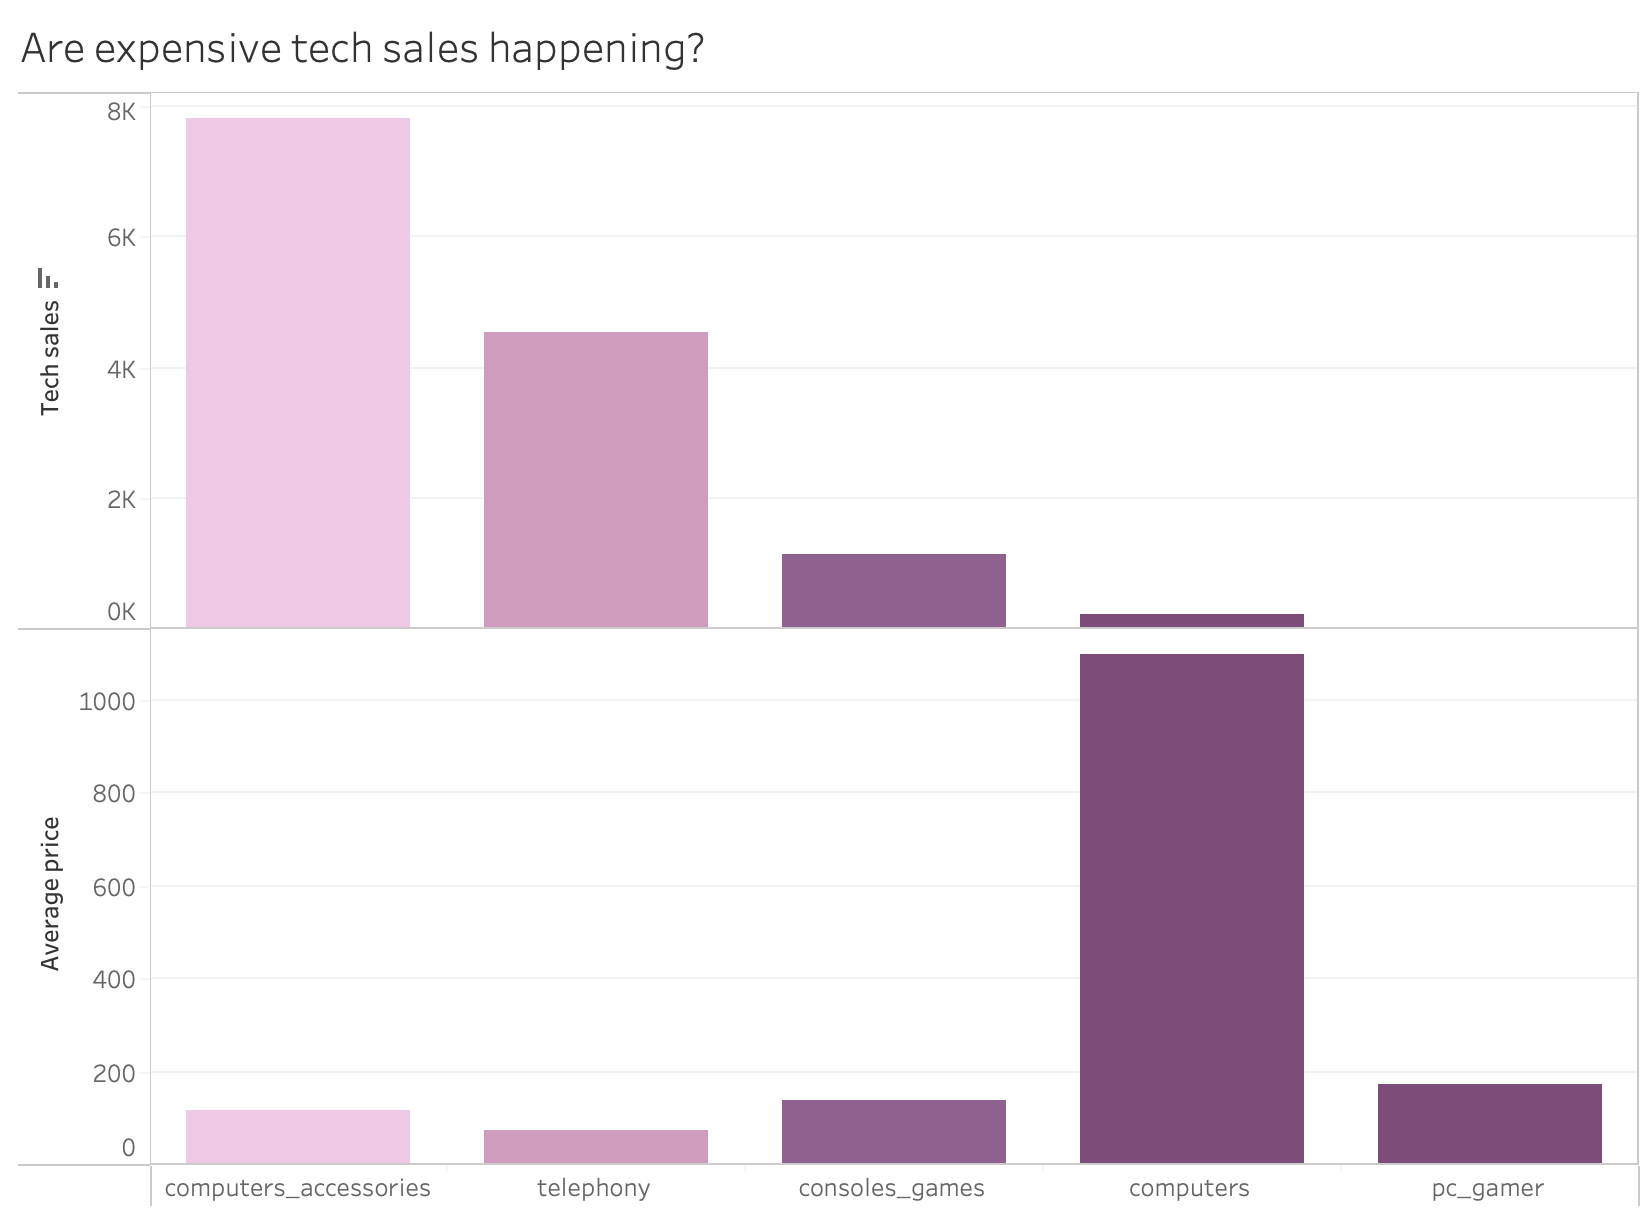 Are expensive tech sales happening?
8K
6K
4K
2K
0K
Tech sales
1000
800
600
400
200
0
Average price
computers_accessories
telephony
consoles_games
computers
pc_gamer